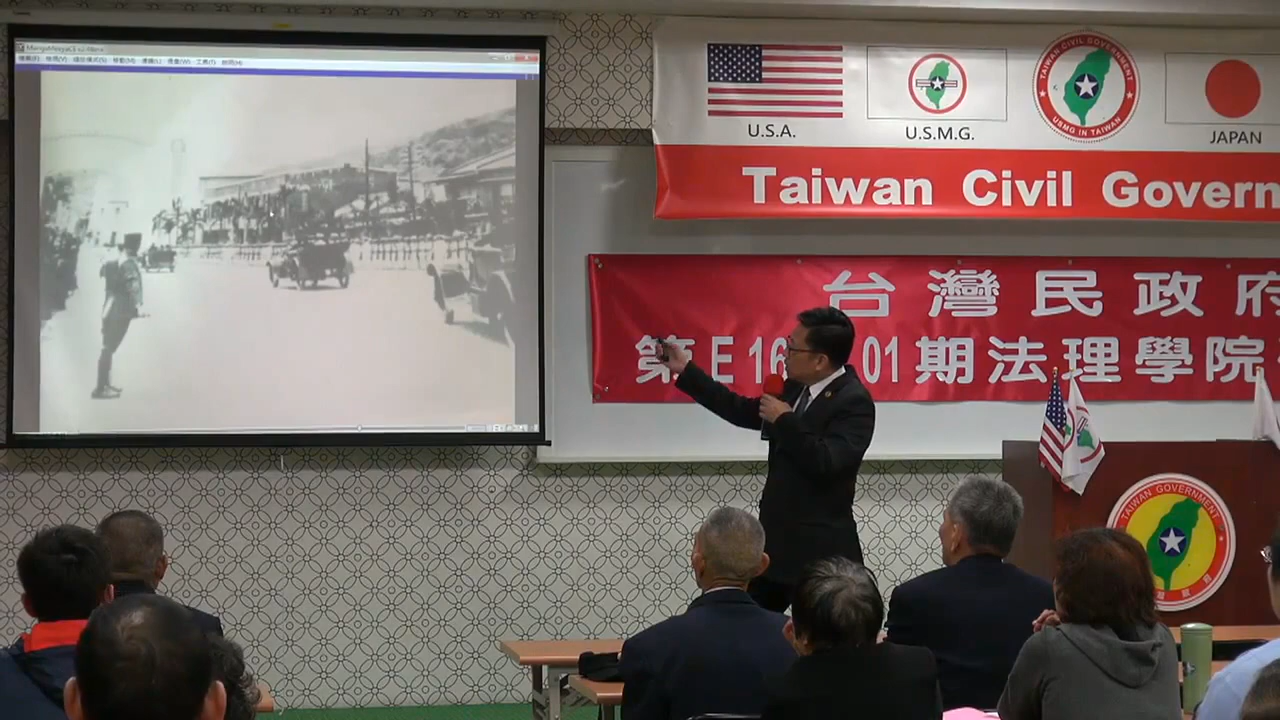 MangaMeeyaCE
U.S.A.
U.S.M.G.
TAIWAN CIVIL GOVERNMENT
USMG IN TAIWAN
JAPAN
Taiwan Civil Govern
台灣民政府
第E16 01期法理學院
TAIWAN GOVERNMENT